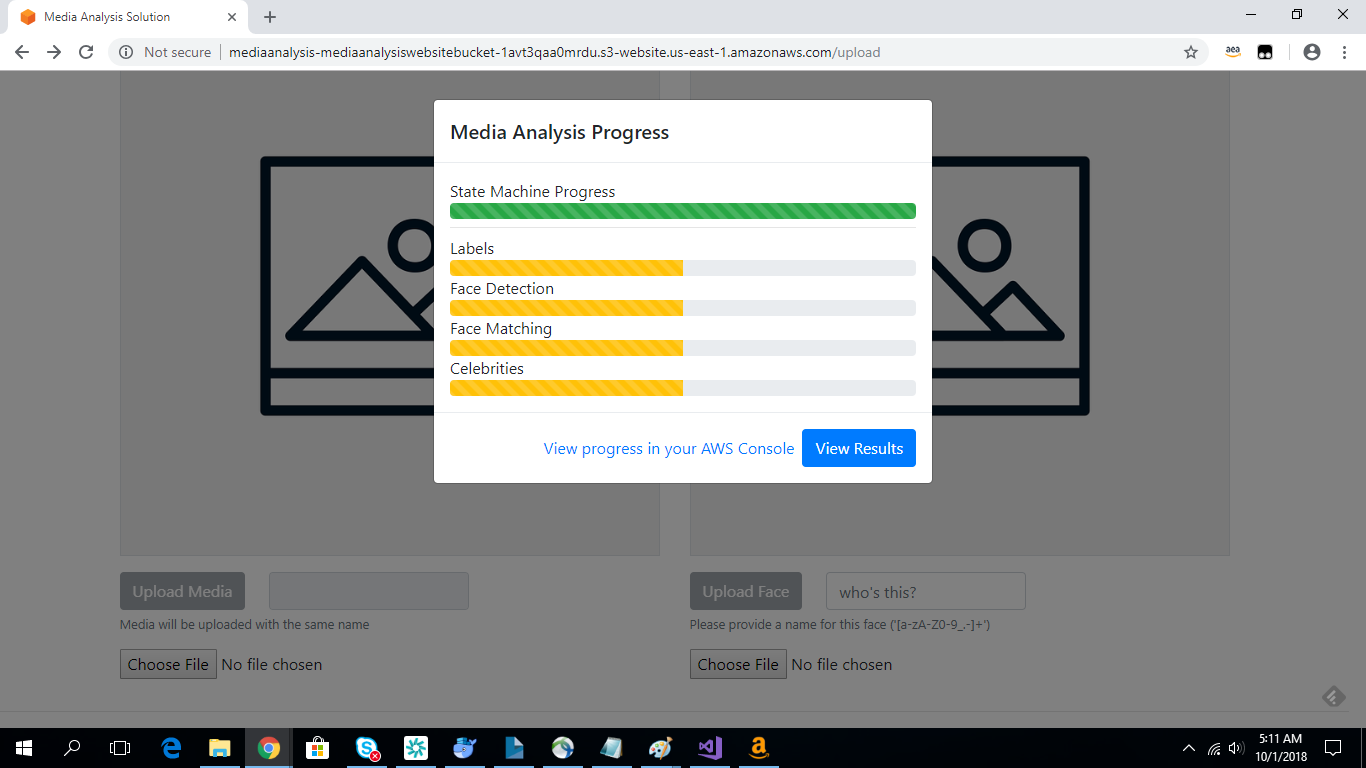 Media Analysis Solution
Not secure
mediaanalysis-mediaanalysiswebsitebucket-1avt3qaa0mrdu.s3-website.us-east-1.amazonaws.com/upload
aea
Media Analysis Progress
State Machine Progress
Labels
Face Detection
Face Matching
Celebrities
View progress in your AWS Console
View Results
Upload Media
Media will be uploaded with the same name
Choose File No file chosen
Upload Face
who's this?
Please provide a name for this face ('[a-zA-Z0-9_.-]+')
Choose File No file chosen
5:11 AM
10/1/2018